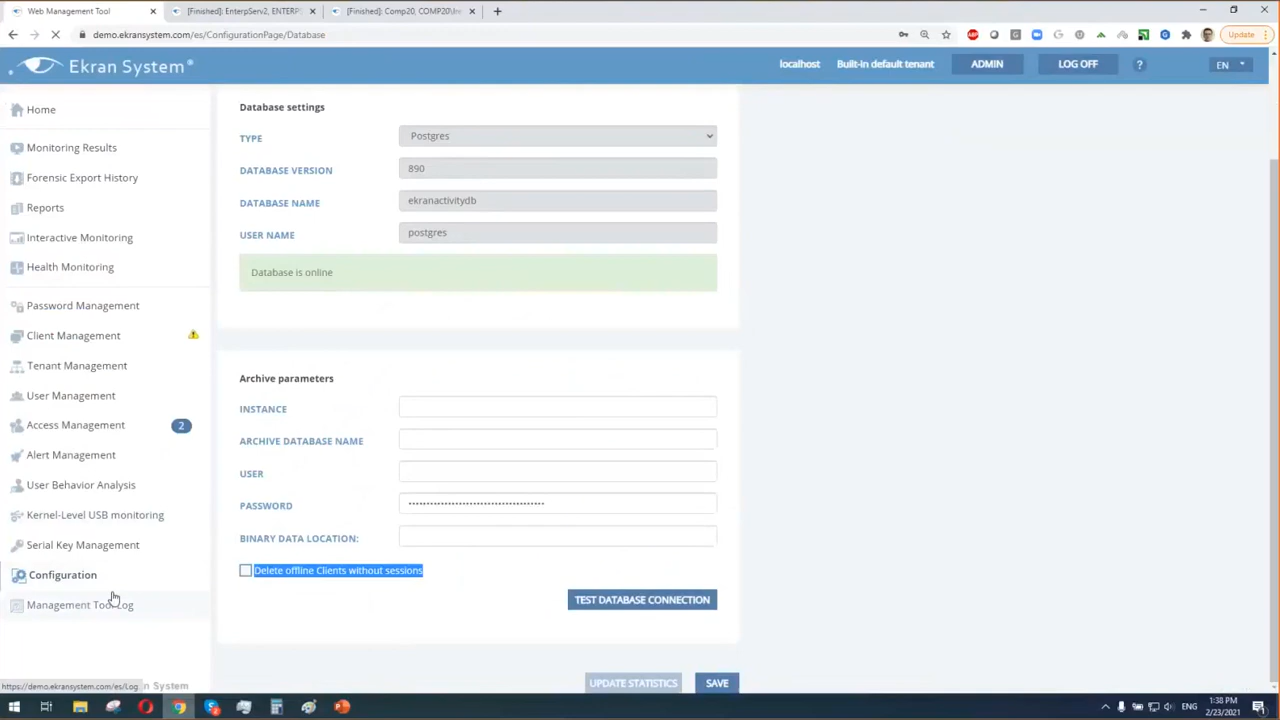 Web Management Tool
[Finished]: EnterpServ2, ENTERP
[Finished]: Comp20, COMP20\Ire
demo.ekransystem.com/es/ConfigurationPage/Database
ABP
Update
Ekran System®
localhost
Built-in default tenant
ADMIN
LOG OFF
?
EN
Home
Monitoring Results
Forensic Export History
Reports
Interactive Monitoring
Health Monitoring
Password Management
Client Management
Tenant Management
User Management
Access Management
2
Alert Management
User Behavior Analysis
Kernel-Level USB monitoring
Serial Key Management
Configuration
Management Tool Log
Database settings
TYPE
Postgres
DATABASE VERSION
890
DATABASE NAME
ekranactivitydb
USER NAME
postgres
Database is online
Archive parameters
INSTANCE
ARCHIVE DATABASE NAME
USER
PASSWORD
BINARY DATA LOCATION:
Delete offline Clients without sessions
TEST DATABASE CONNECTION
UPDATE STATISTICS
SAVE
https://demo.ekransystem.com/es/Log
n System
ENG
1:38 PM
2/23/2021